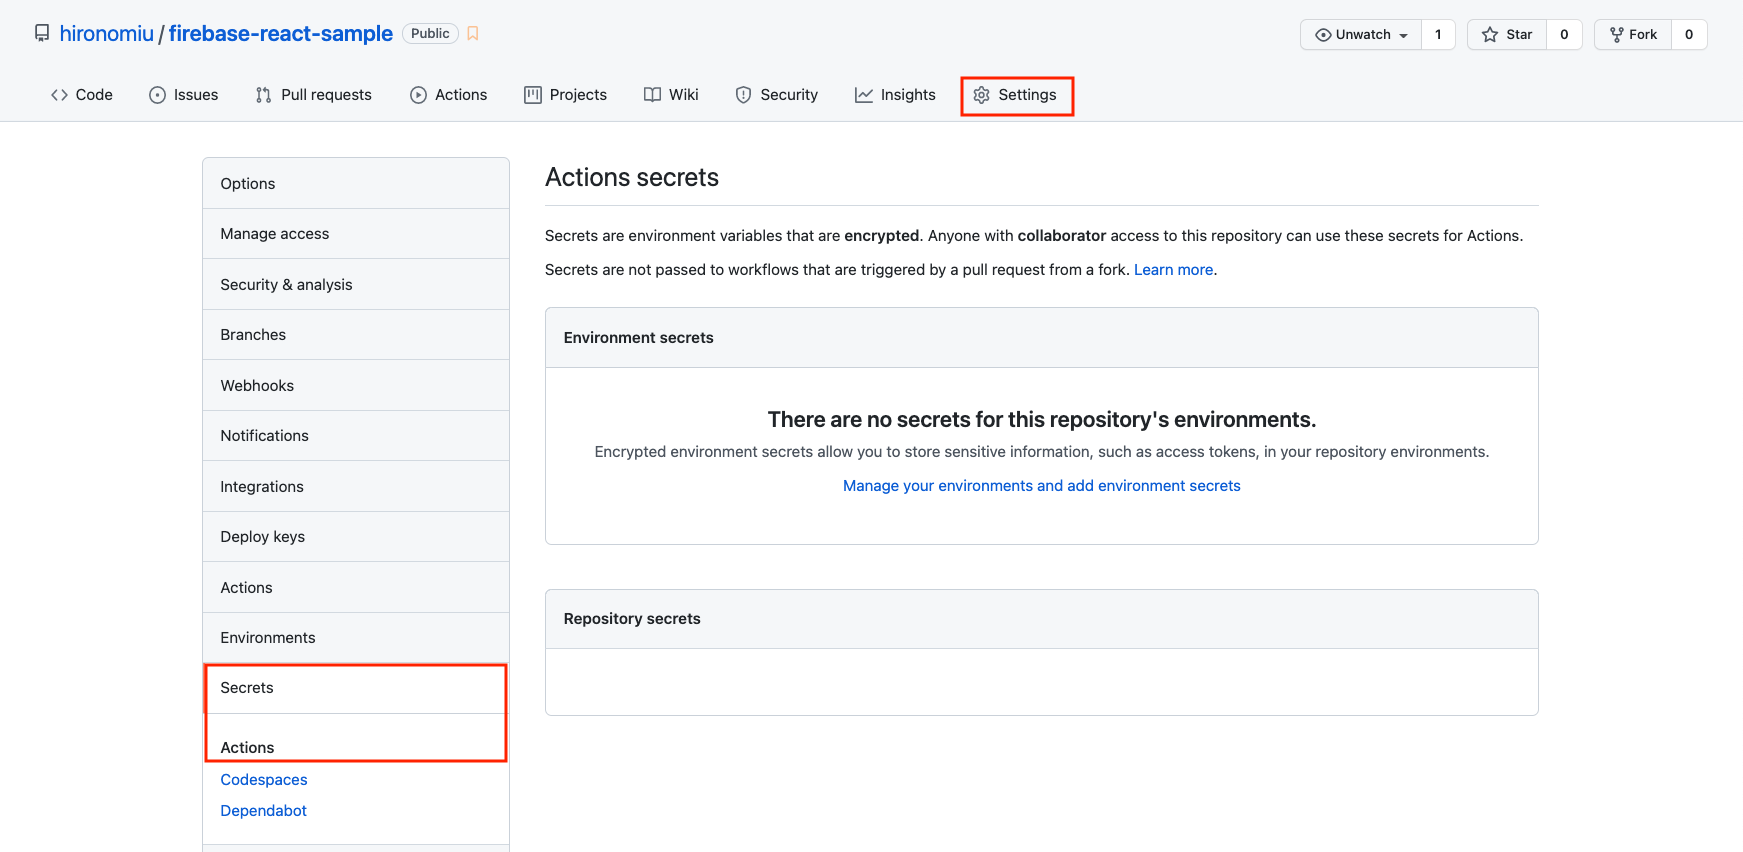 hironomiu / firebase-react-sample Public
Unwatch 1 Star 0 Fork 0
Code Issues Pull requests Actions Projects Wiki Security Insights Settings
Options
Manage access
Security & analysis
Branches
Webhooks
Notifications
Integrations
Deploy keys
Actions
Environments
Secrets
Actions
Codespaces
Dependabot
Actions secrets
Secrets are environment variables that are encrypted. Anyone with collaborator access to this repository can use these secrets for Actions.
Secrets are not passed to workflows that are triggered by a pull request from a fork. Learn more.
Environment secrets
There are no secrets for this repository's environments.
Encrypted environment secrets allow you to store sensitive information, such as access tokens, in your repository environments.
Manage your environments and add environment secrets
Repository secrets